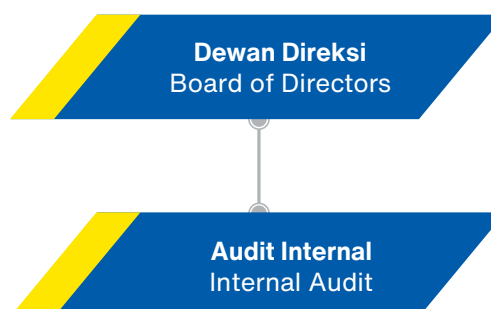 Dewan Direksi
Board of Directors
Audit Internal
Internal Audit